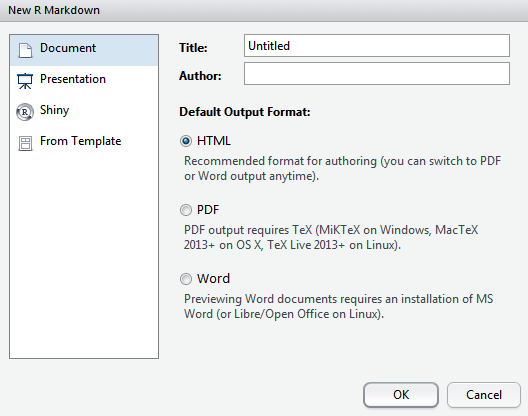 New R Markdown
Document
Presentation
Shiny
From Template
Title:
Untitled
Author:
Default Output Format:
HTML
Recommended format for authoring (you can switch to PDF
or Word output anytime).
PDF
PDF output requires TeX (MiKTeX on Windows, MacTeX
2013+ on OS X, TeX Live 2013+ on Linux).
Word
Previewing Word documents requires an installation of MS
Word (or Libre/Open Office on Linux).
OK
Cancel